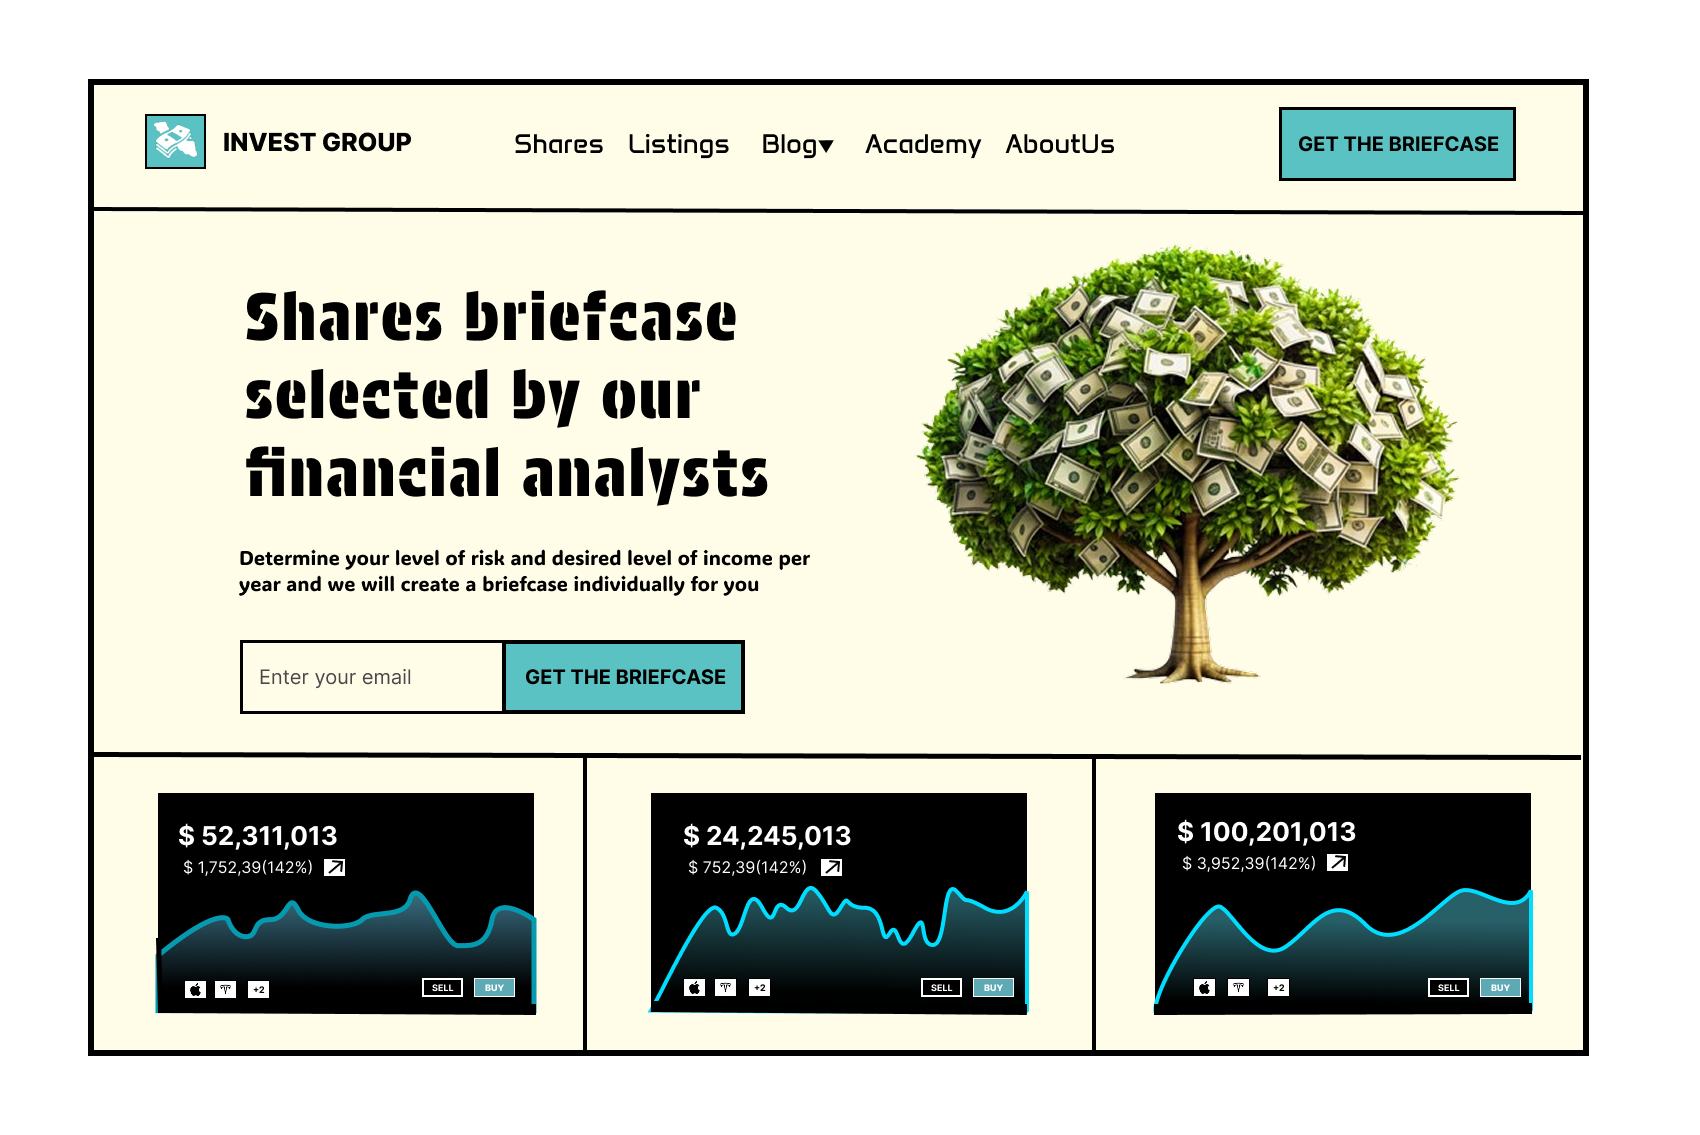 INVEST GROUP
Shares Listings Blog▼ Academy AboutUs
GET THE BRIEFCASE
Shares briefcase
selected by our
financial analysts
Determine your level of risk and desired level of income per
year and we will create a briefcase individually for you
Enter your email
GET THE BRIEFCASE
$ 52,311,013
$ 1,752,39(142%)
+2
SELL
BUY
$ 24,245,013
$ 752,39(142%)
+2
SELL
BUY
$ 100,201,013
$ 3,952,39(142%)
+2
SELL
BUY